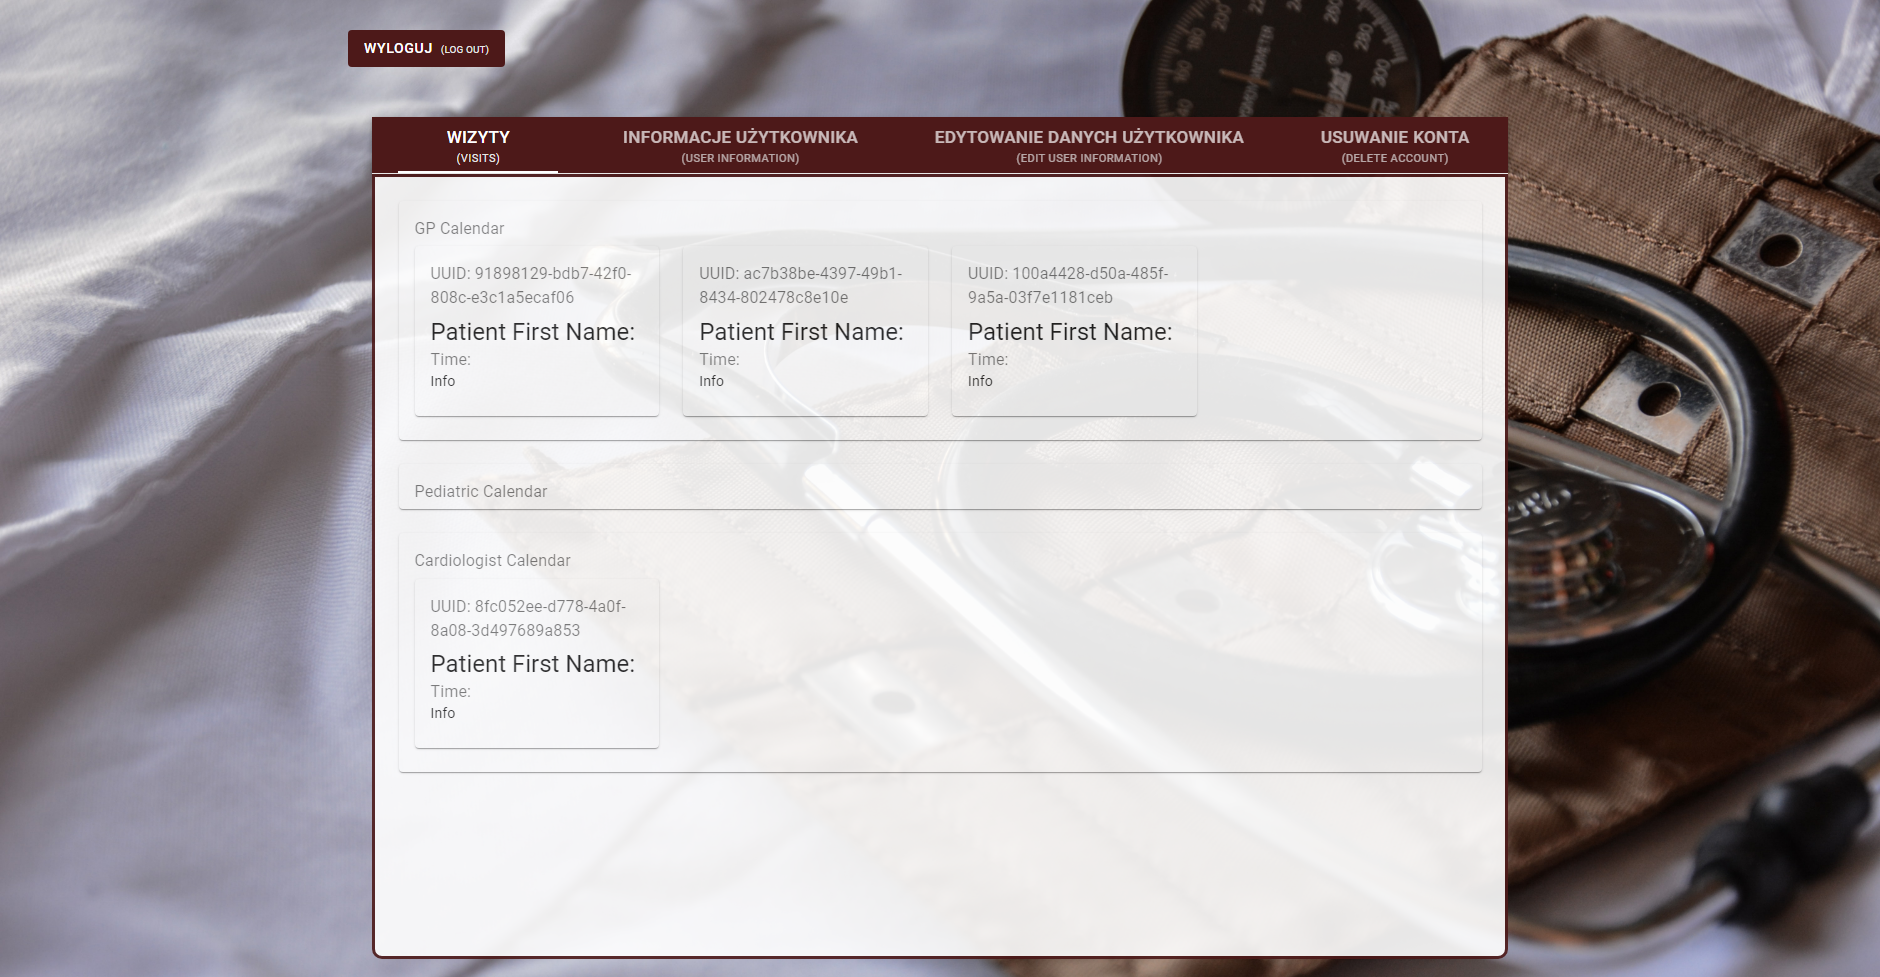 WYLOGUJ (LOG OUT)
WIZYTY
(VISITS)
INFORMACJE UŻYTKOWNIKA
(USER INFORMATION)
EDYTOWANIE DANYCH UŻYTKOWNIKA
(EDIT USER INFORMATION)
USUWANIE KONTA
(DELETE ACCOUNT)
GP Calendar
UUID: 91898129-bdb7-42f0-
808c-e3c1a5ecaf06
Patient First Name:
Time:
Info
UUID: ac7b38be-4397-49b1-
8434-802478c8e10e
Patient First Name:
Time:
Info
UUID: 100a4428-d50a-485f-
9a5a-03f7e1181ceb
Patient First Name:
Time:
Info
Pediatric Calendar
Cardiologist Calendar
UUID: 8fc052ee-d778-4a0f-
8a08-3d497689a853
Patient First Name:
Time:
Info